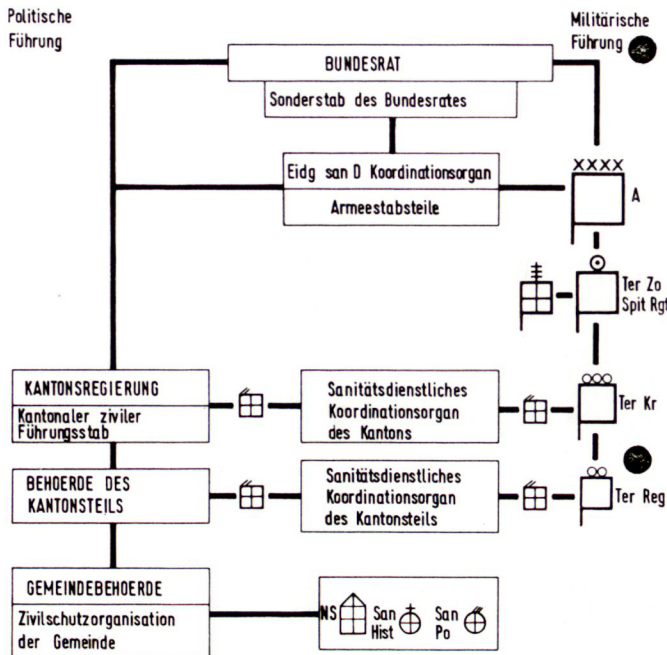 Politische
Führung
Militärische
Führung
BUNDESRAT
Sonderstab des Bundesrates
Eidg san D Koordinationsorgan
Armeestabsteile
XXXX
A
Ter Zo
Spit Rgt
KANTONSREGIERUNG
Kantonaler ziviler
Führungsstab
Sanitätsdienstliches
Koordinationsorgan
des Kantons
Ter Kr
BEHOERDE DES
KANTONSTEILS
Sanitätsdienstliches
Koordinationsorgan
des Kantonsteils
Ter Reg
GEMEINDEBEHOERDE
Zivilschutzorganisation
der Gemeinde
NS
San
Hist
San
Po